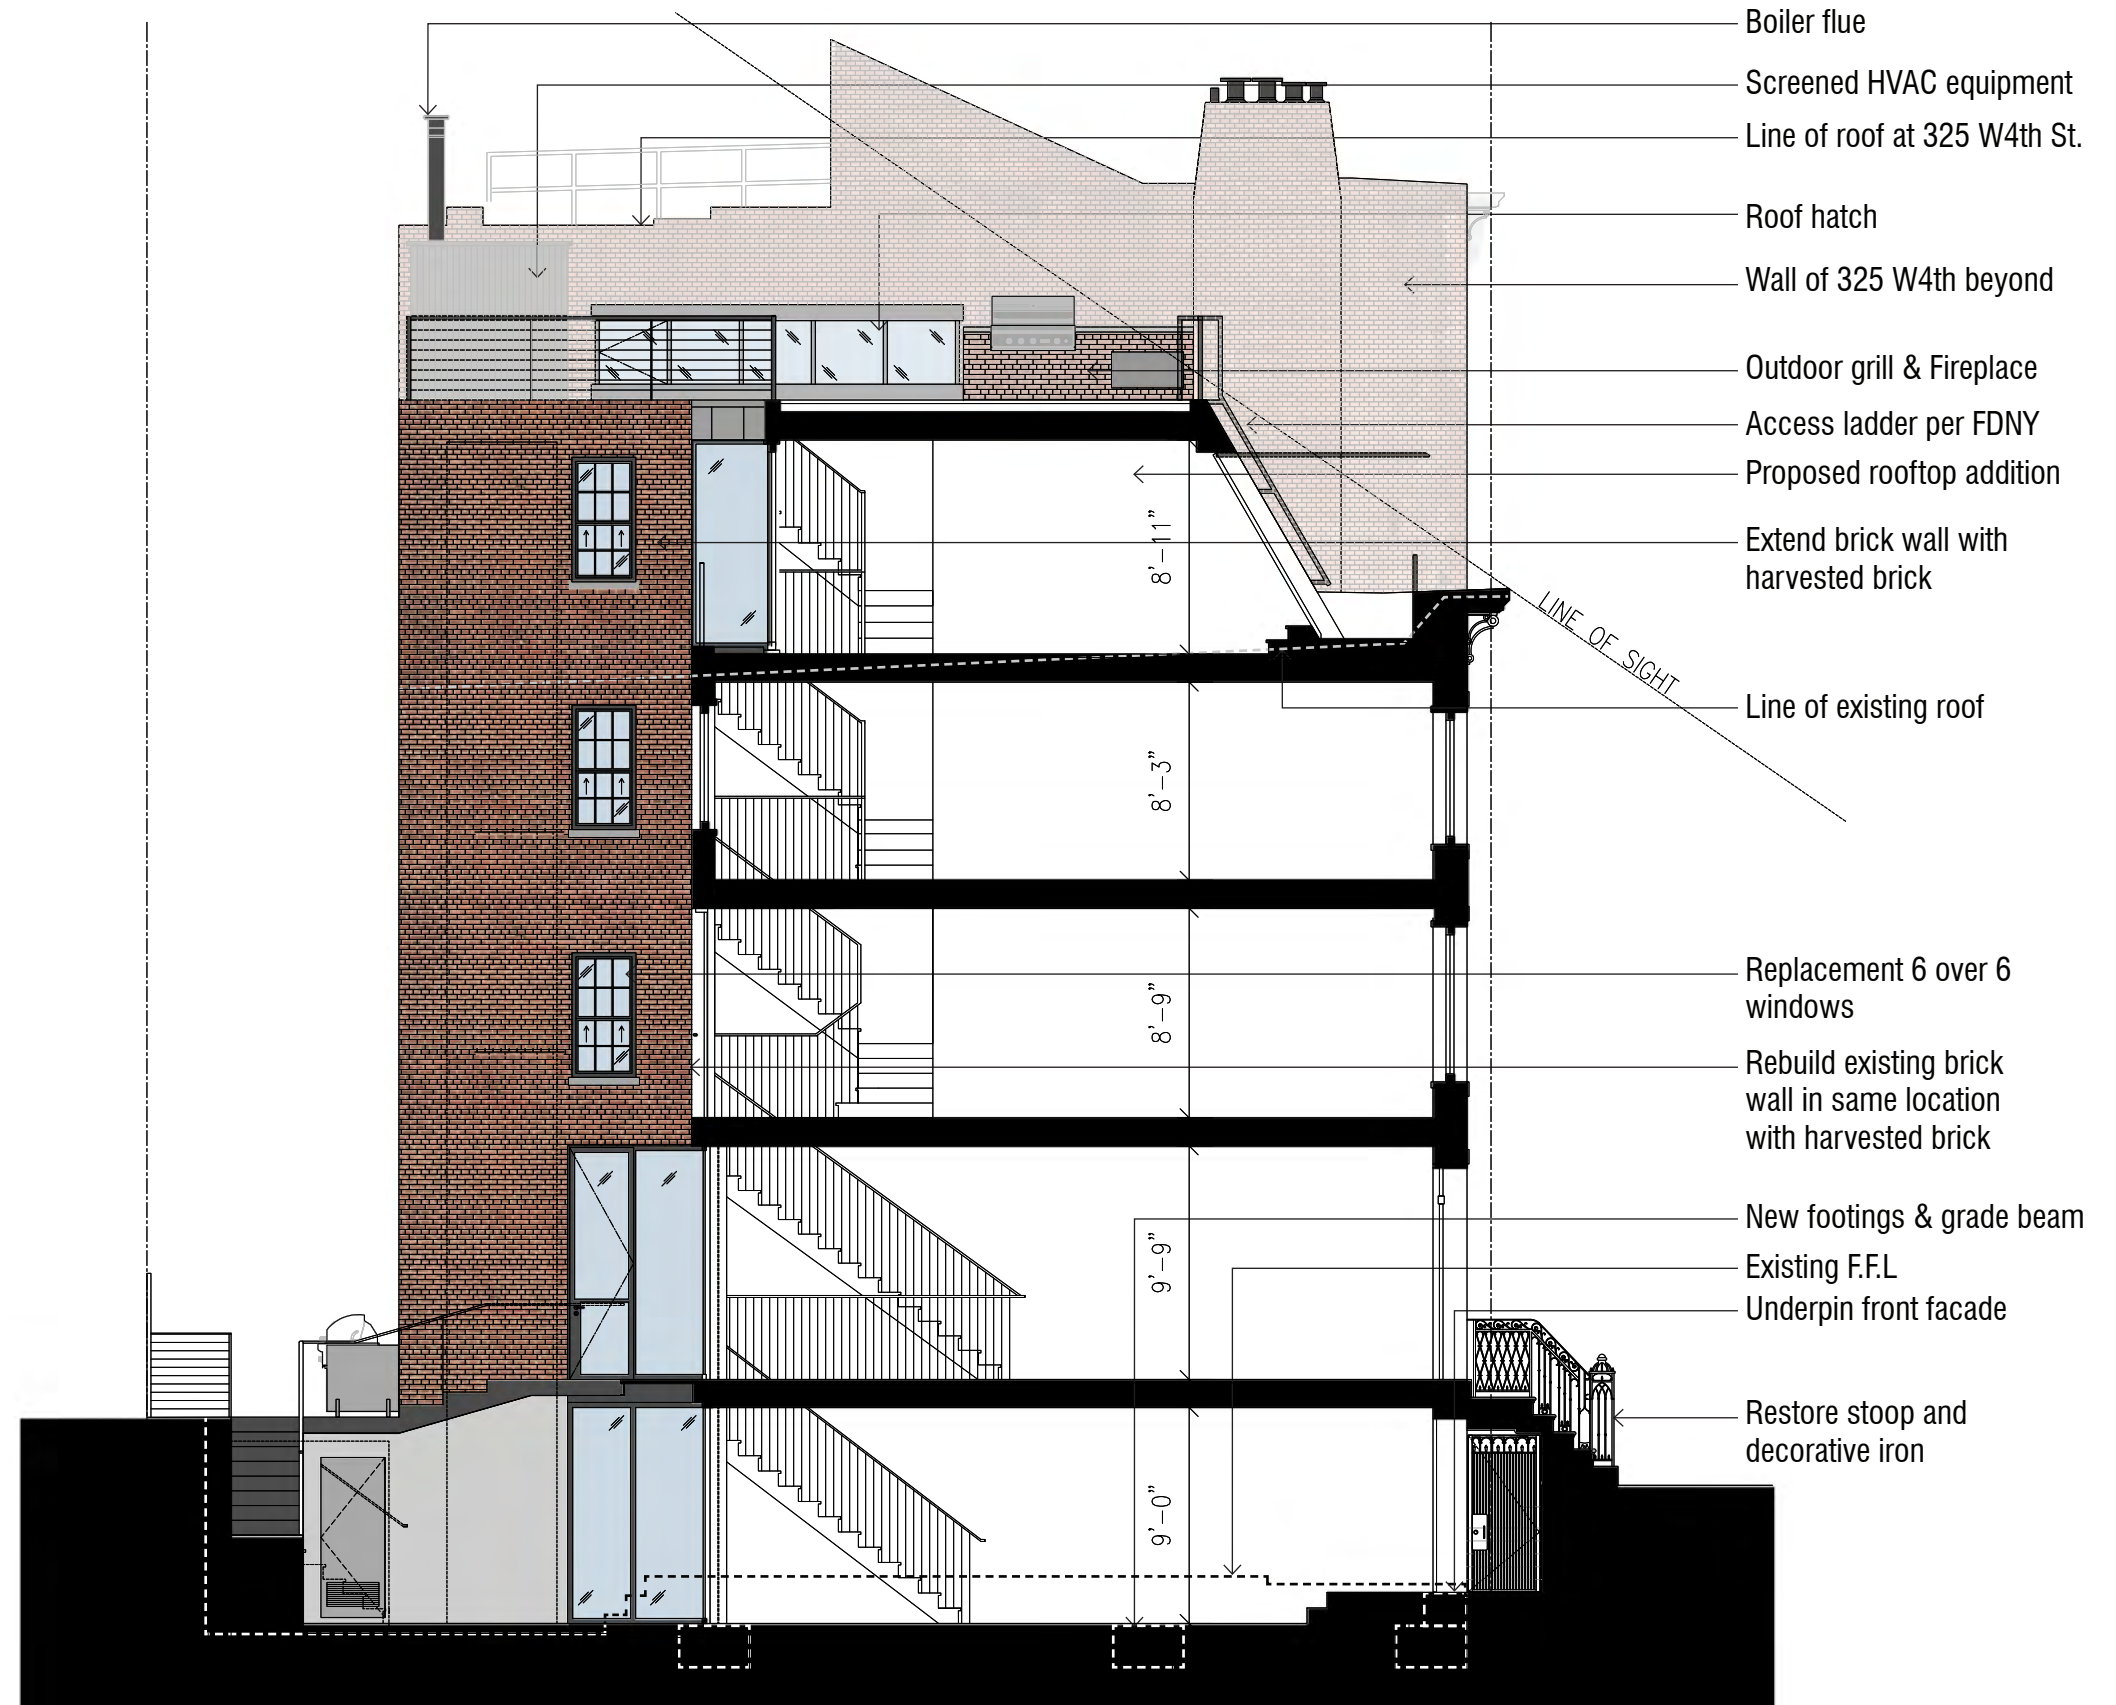 Boiler flue
Screened HVAC equipment
Line of roof at 325 W4th St.
Roof hatch
Wall of 325 W4th beyond
Outdoor grill & Fireplace
Access ladder per FDNY
Proposed rooftop addition
Extend brick wall with
harvested brick
8'-11"
LINE OF SIGHT
Line of existing roof
8'-3"
Replacement 6 over 6
windows
8'-9"
Rebuild existing brick
wall in same location
with harvested brick
New footings & grade beam
9'-9"
Existing F.F.L
Underpin front facade
Restore stoop and
decorative iron
9'-0"